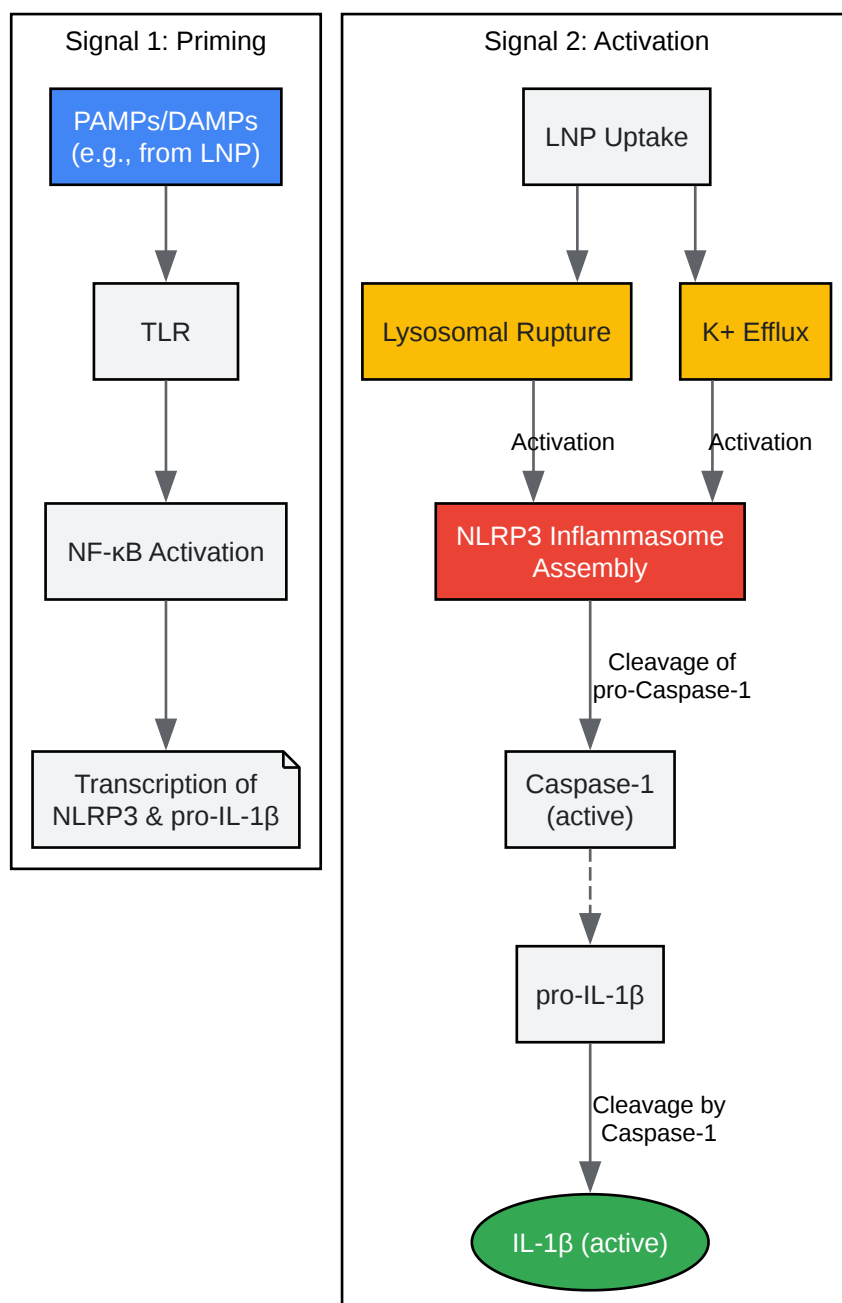 Signal 1: Priming
PAMPs/DAMPs
(e.g., from LNP)
TLR
NF-κB Activation
Transcription of
NLRP3 & pro-IL-1β
Signal 2: Activation
LNP Uptake
Lysosomal Rupture
K+ Efflux
Activation
Activation
NLRP3 Inflammasome
Assembly
Cleavage of
pro-Caspase-1
Caspase-1
(active)
pro-IL-1β
Cleavage by
Caspase-1
IL-1β (active)